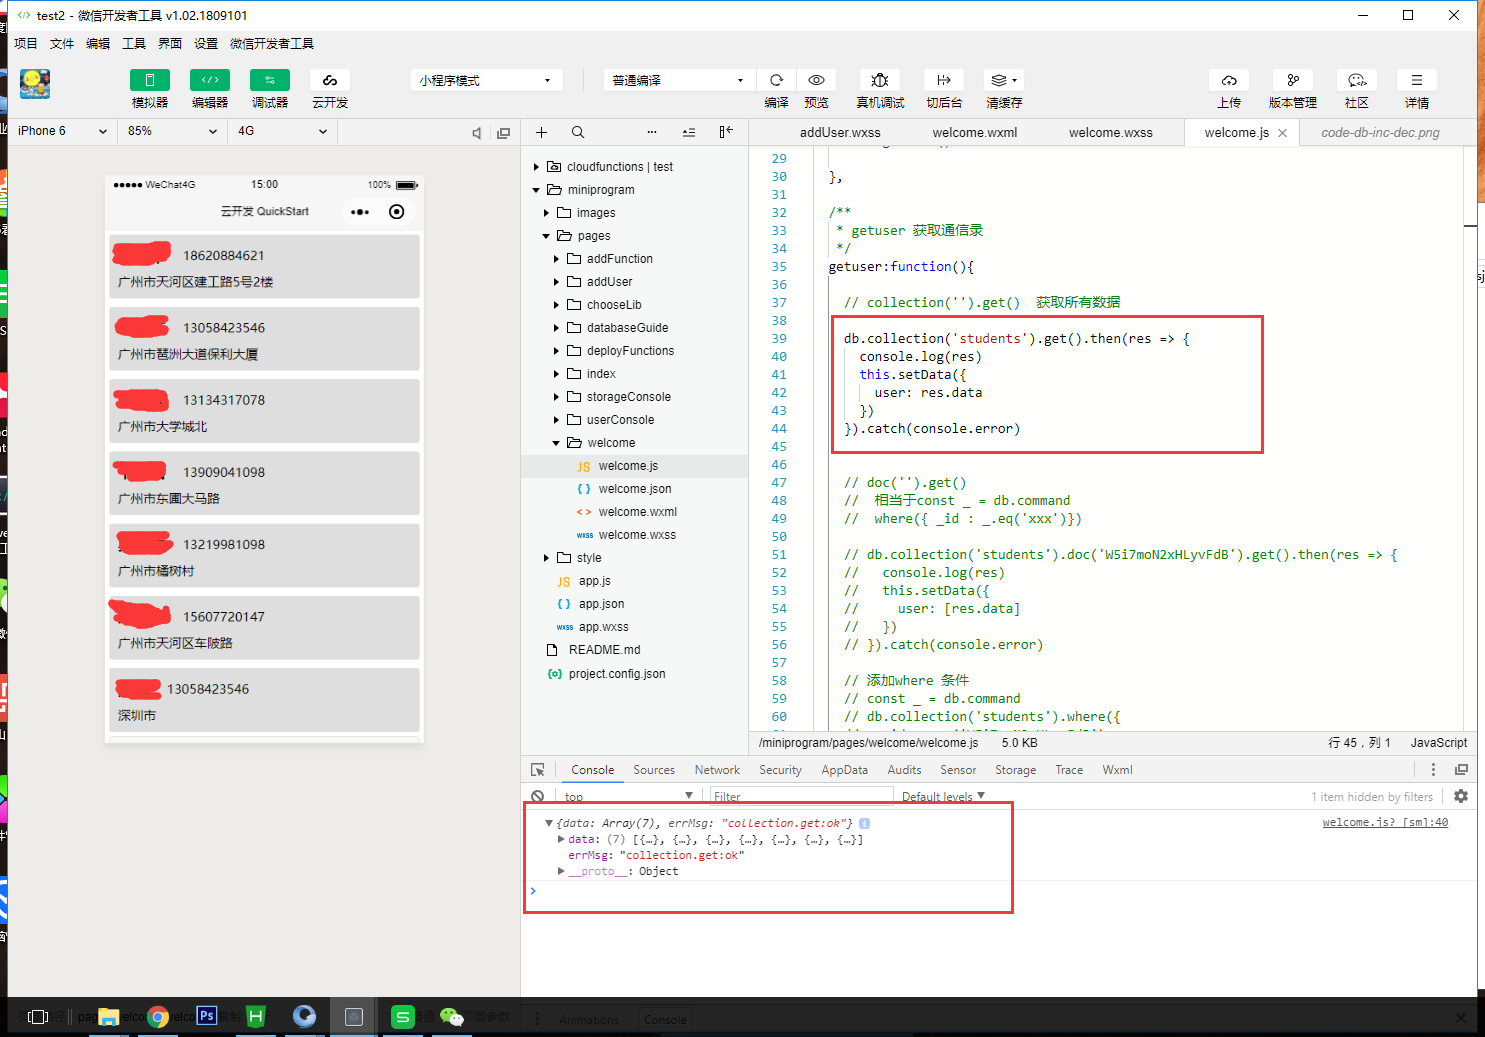 test2 - 微信开发者工具 v1.02.1809101
项目 文件 编辑 工具 界面 设置 微信开发者工具
模拟器 编辑器 调试器 云开发
小程序模式
普通编译
编译 预览 真机调试 切后台 清缓存
上传 版本管理 社区 详情
iPhone 6 85% 4G
WeChat4G 15:00 100%
云开发 QuickStart
18620884621
广州市天河区建工路5号2楼
13058423546
广州市琶洲大道保利大厦
13134317078
广州市大学城北
13909041098
广州市东圃大马路
13219981098
广州市橘树村
15607720147
广州市天河区车陂路
13058423546
深圳市
cloudfunctions | test
miniprogram
images
pages
addFunction
addUser
chooseLib
databaseGuide
deployFunctions
index
storageConsole
userConsole
welcome
JS welcome.js
{ } welcome.json
< > welcome.wxml
wxss welcome.wxss
style
JS app.js
{ } app.json
wxss app.wxss
README.md
{o} project.config.json
addUser.wxss welcome.wxml welcome.wxss welcome.js code-db-inc-dec.png
29
30 },
31
32 /**
33 * getuser 获取通信录
34 */
35 getuser:function(){
36
37 // collection('').get() 获取所有数据
38
39 db.collection('students').get().then(res => {
40 console.log(res)
41 this.setData({
42 user: res.data
43 })
44 }).catch(console.error)
45
46
47 // doc('').get()
48 // 相当于const _ = db.command
49 // where({ _id : _.eq('xxx')})
50
51 // db.collection('students').doc('W5i7moN2xHLyvFdB').get().then(res => {
52 // console.log(res)
53 // this.setData({
54 // user: [res.data]
55 // })
56 // }).catch(console.error)
57
58 // 添加where 条件
59 // const _ = db.command
60 // db.collection('students').where({
/miniprogram/pages/welcome/welcome.js 5.0 KB 行 45，列 1 JavaScript
Console Sources Network Security AppData Audits Sensor Storage Trace Wxml
top Filter Default levels 1 item hidden by filters
{data: Array(7), errMsg: "collection.get:ok"} welcome.js? [sm]:40
data: (7) [{…}, {…}, {…}, {…}, {…}, {…}, {…}]
errMsg: "collection.get:ok"
__proto__: Object
Animations Console